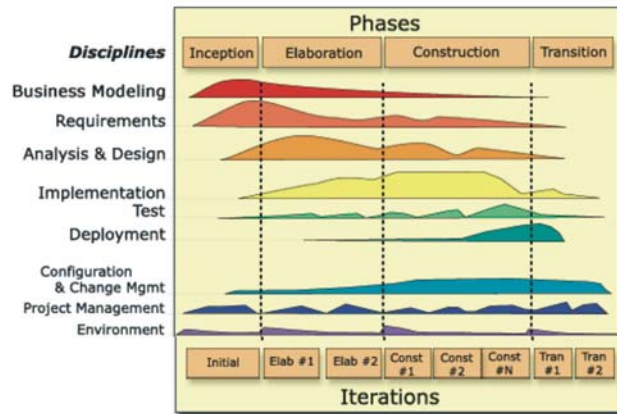 Phases
Disciplines
Inception Elaboration Construction Transition
Business Modeling
Requirements
Analysis & Design
Implementation
Test
Deployment
Configuration
& Change Mgmt
Project Management
Environment
Initial Elab #1 Elab #2 Const #1 Const #2 Const #N Tran #1 Tran #2
Iterations